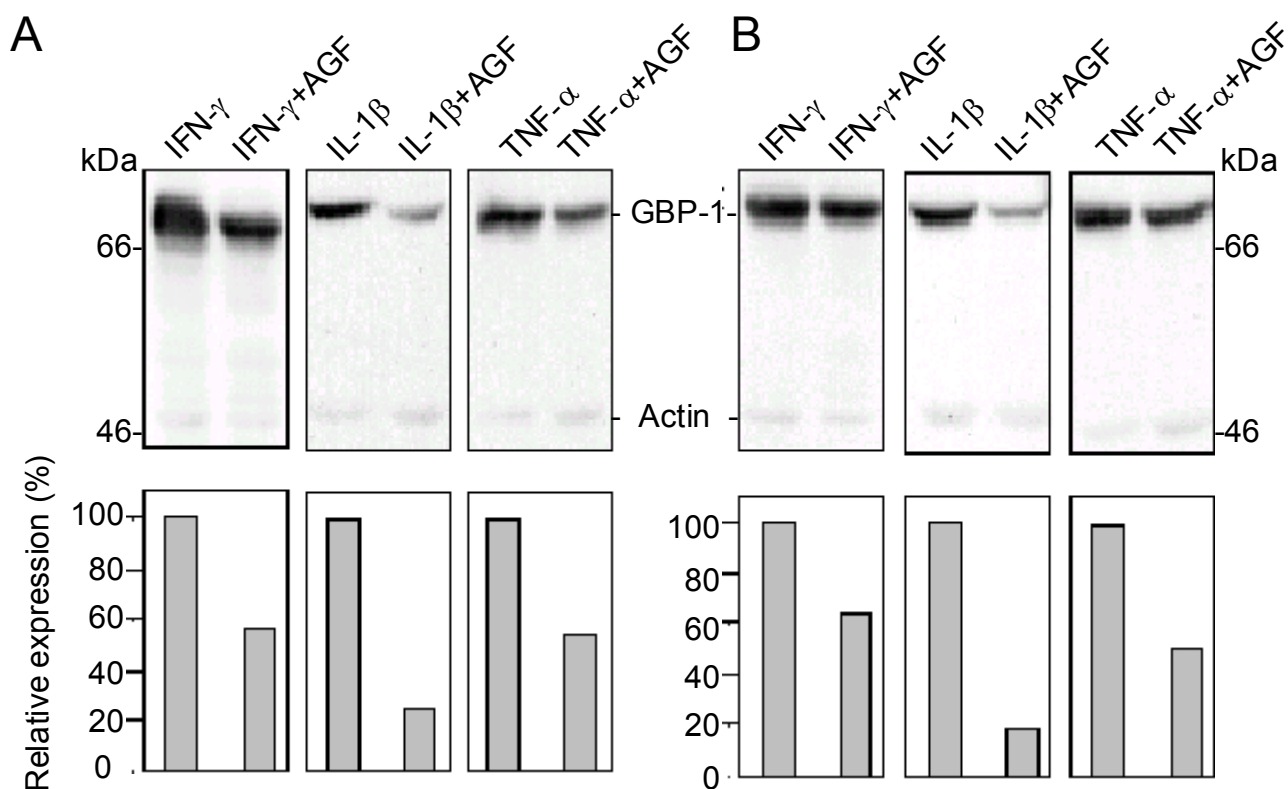 A
B
IFN-γ
IFN-γ+AGF
IL-1β
IL-1β+AGF
TNF-α
TNF-α+AGF
IFN-γ
IFN-γ+AGF
IL-1β
IL-1β+AGF
TNF-α
TNF-α+AGF
kDa
kDa
- GBP-1-
66-
-66
- Actin -
46-
-46
Relative expression (%)
100
80
60
40
20
0
100
80
60
40
20
0